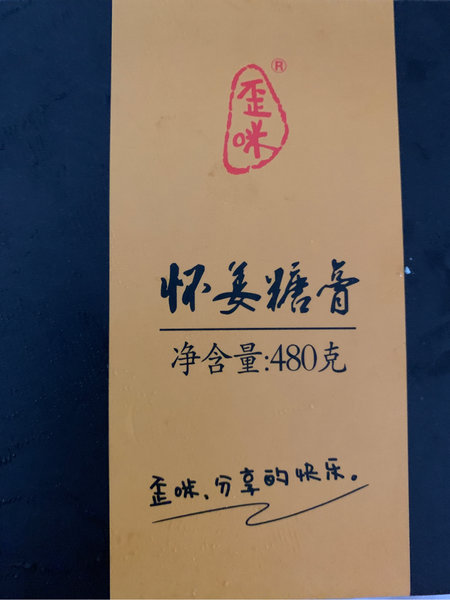 歪咪
®
怀姜糖膏
净含量:480克
歪咪,分享的快乐。